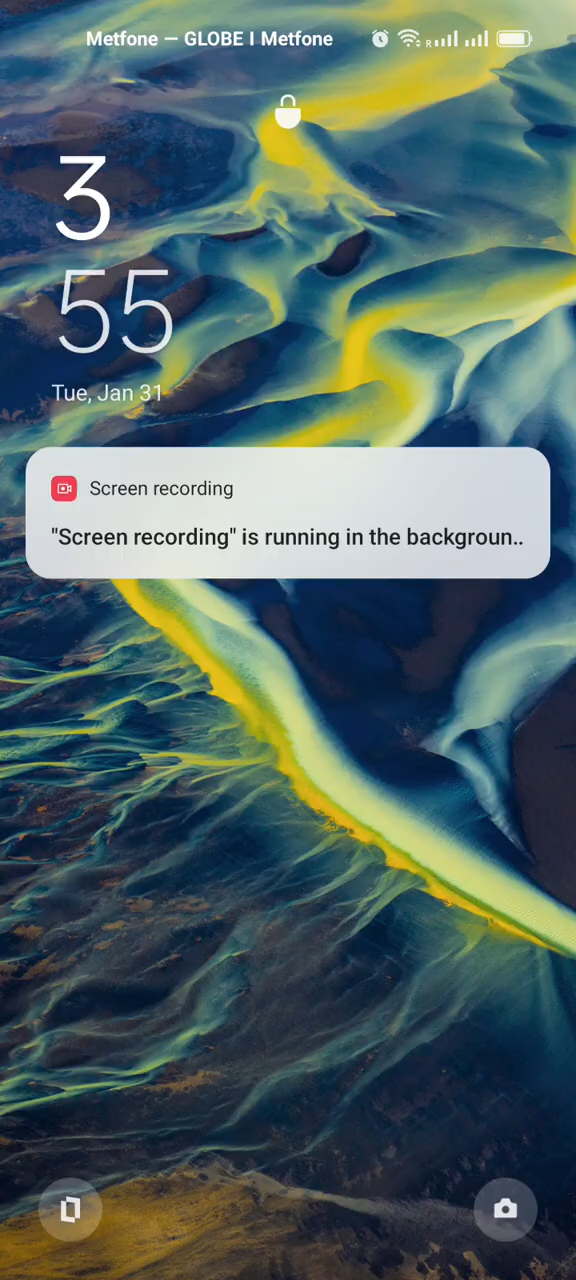 Metfone — GLOBE I Metfone
R
3
55
Tue, Jan 31
Screen recording
"Screen recording" is running in the backgroun..